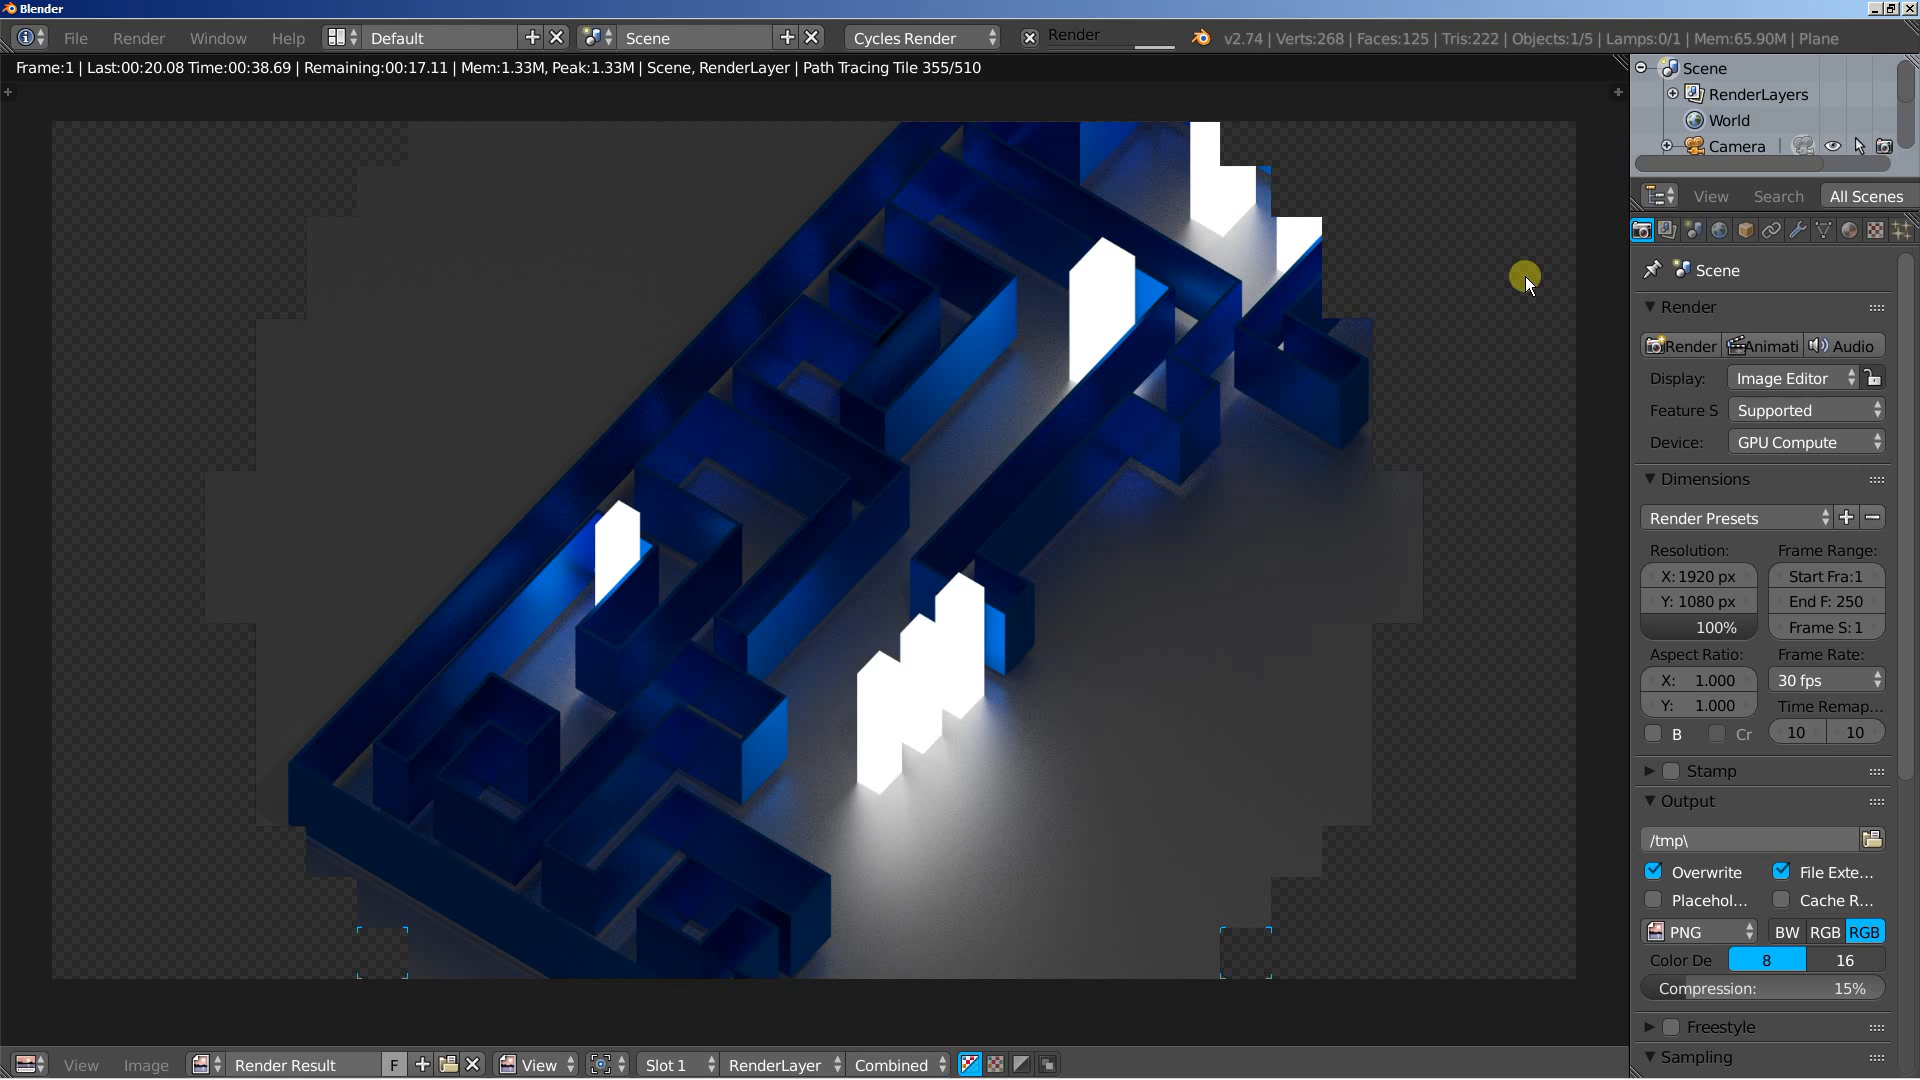 Blender
File Render Window Help Default Scene Cycles Render Render v2.74 | Verts:268 | Faces:125 | Tris:222 | Objects:1/5 | Lamps:0/1 | Mem:65.90M | Plane
Frame:1 | Last:00:20.08 Time:00:38.69 | Remaining:00:17.11 | Mem:1.33M, Peak:1.33M | Scene, RenderLayer | Path Tracing Tile 355/510
Scene
RenderLayers
World
Camera
View Search All Scenes
Scene
Render
Render Animati Audio
Display: Image Editor
Feature S Supported
Device: GPU Compute
Dimensions
Render Presets
Resolution: Frame Range:
X: 1920 px Start Fra: 1
Y: 1080 px End F: 250
100% Frame S: 1
Aspect Ratio: Frame Rate:
X: 1.000 30 fps
Y: 1.000 Time Remap...
B Cr 10 10
Stamp
Output
/tmp\
Overwrite File Exte...
Placehol... Cache R...
PNG BW RGB RGB
Color De 8 16
Compression: 15%
Freestyle
Sampling
View Image Render Result F View Slot 1 RenderLayer Combined